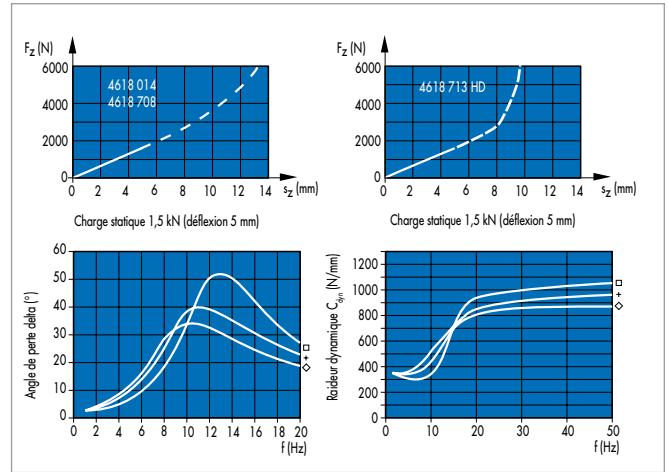 F_Z (N)
6000
4000
2000
0
4618 014
4618 708
0 2 4 6 8 10 12 14
s_Z (mm)
Charge statique 1,5 kN (déflexion 5 mm)
F_Z (N)
6000
4000
2000
0
4618 713 HD
0 2 4 6 8 10 12 14
s_Z (mm)
Charge statique 1,5 kN (déflexion 5 mm)
Angle de perte delta (°)
60
50
40
30
20
10
0
0 2 4 6 8 10 12 14 16 18 20
f (Hz)
Raideur dynamique C_dyn (N/mm)
1200
1000
900
800
600
400
200
0
0 10 20 30 40 50
f (Hz)